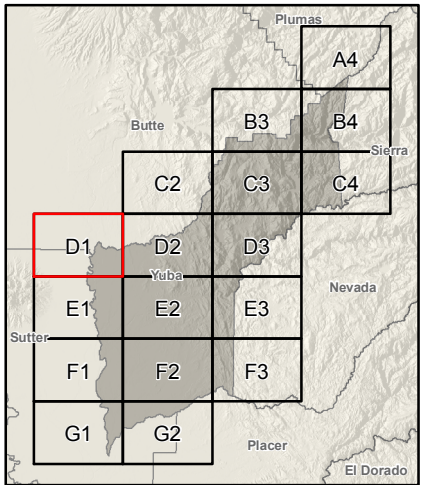 Plumas
A4
Butte
B3
B4
Sierra
C2
C3
C4
D1
D2
D3
Yuba
Nevada
E1
E2
E3
Sutter
F1
F2
F3
G1
G2
Placer
El Dorado